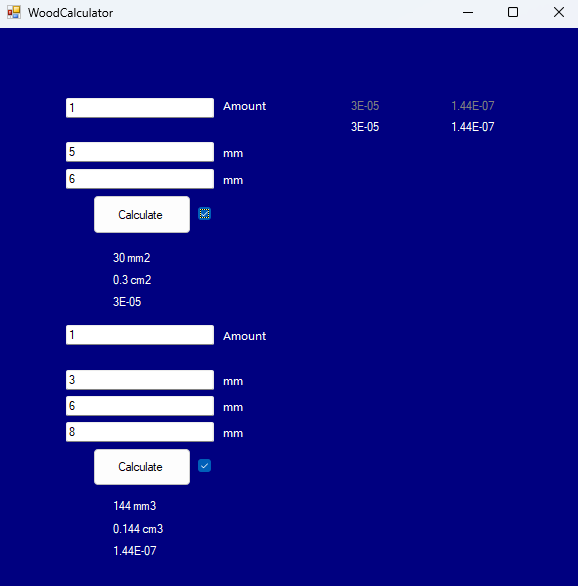 WoodCalculator
1 Amount 3E-05 1.44E-07
3E-05 1.44E-07
5 mm
6 mm
Calculate
30 mm2
0.3 cm2
3E-05
1 Amount
3 mm
6 mm
8 mm
Calculate
144 mm3
0.144 cm3
1.44E-07